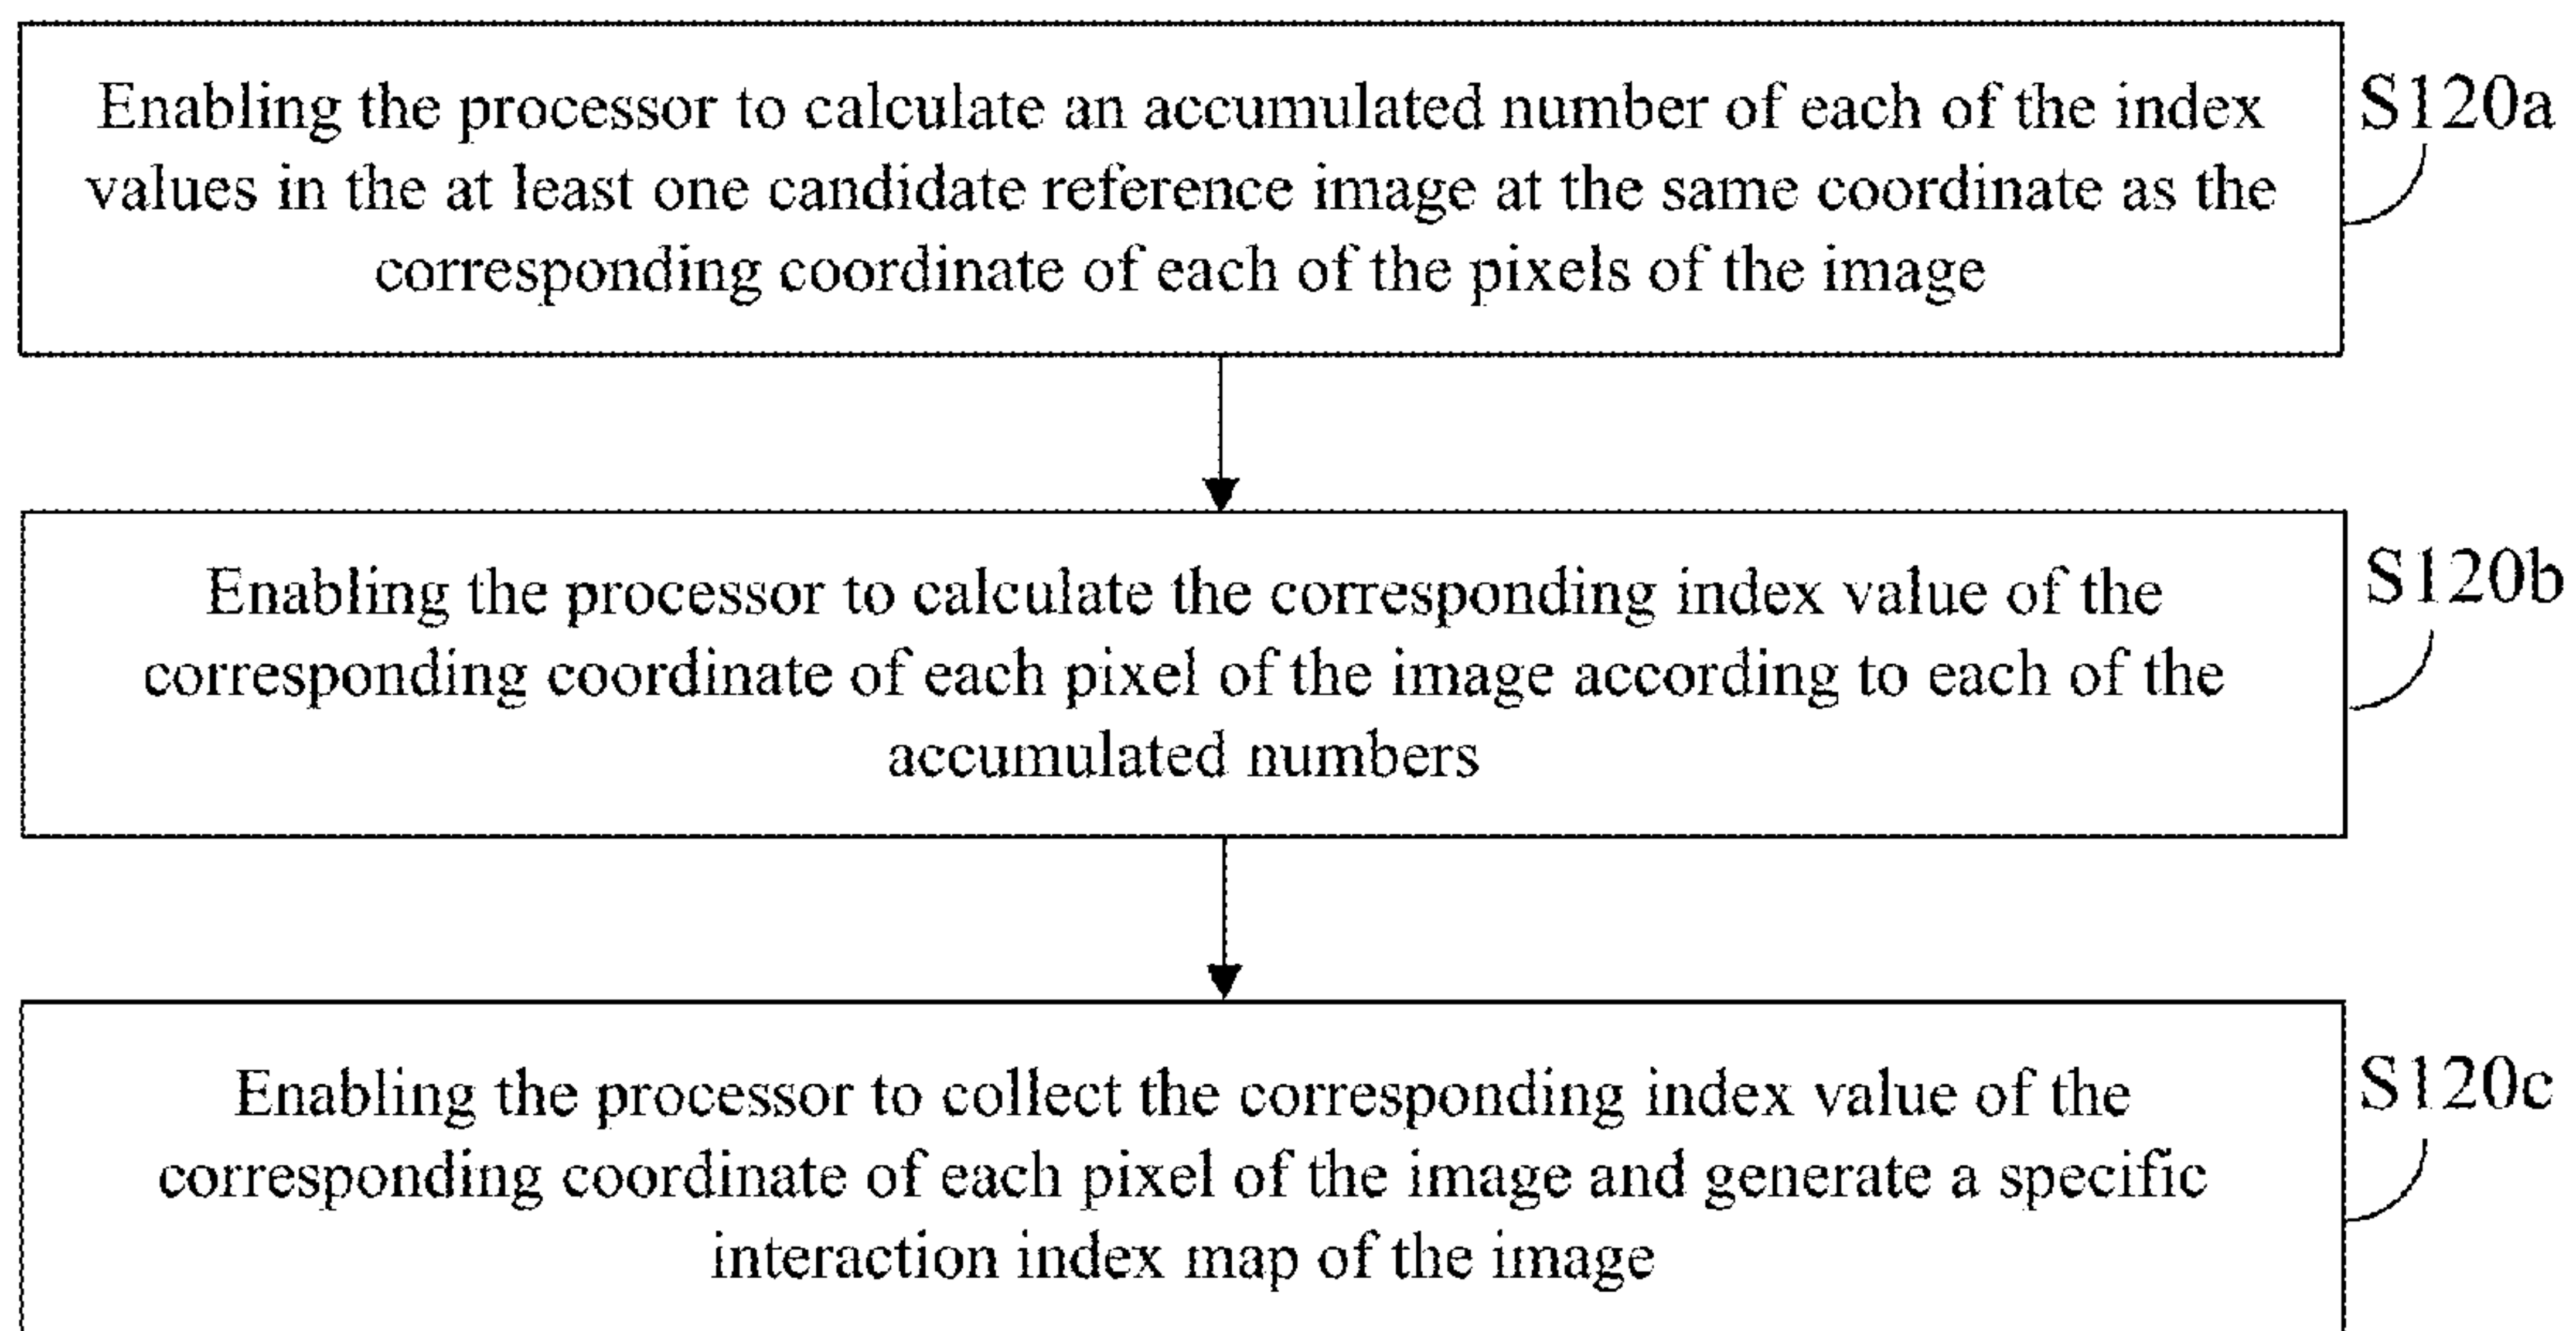 Enabling the processor to calculate an accumulated number of each of the index
values in the at least one candidate reference image at the same coordinate as the
corresponding coordinate of each of the pixels of the image
S120a
Enabling the processor to calculate the corresponding index value of the
corresponding coordinate of each pixel of the image according to each of the
accumulated numbers
S120b
Enabling the processor to collect the corresponding index value of the
corresponding coordinate of each pixel of the image and generate a specific
interaction index map of the image
S120c